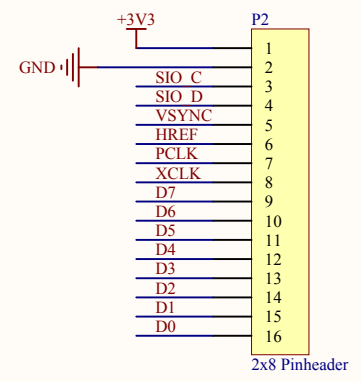 +3V3
P2
1
GND
2
SIO_C
3
SIO_D
4
VSYNC
5
HREF
6
PCLK
7
XCLK
8
D7
9
D6
10
D5
11
D4
12
D3
13
D2
14
D1
15
D0
16
2x8 Pinheader